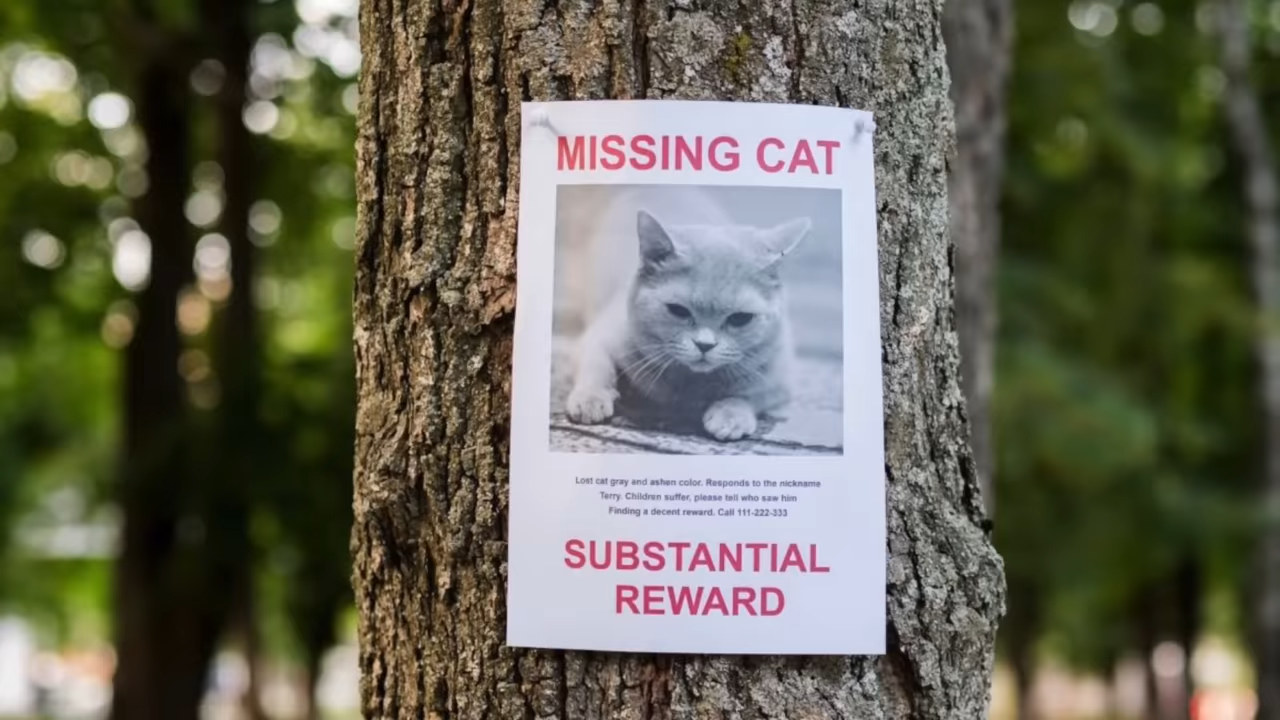 MISSING CAT
Lost cat gray and ashen color. Responds to the nickname
Terry. Children suffer, please tell who saw him
Finding a decent reward. Call 111-222-333
SUBSTANTIAL
REWARD